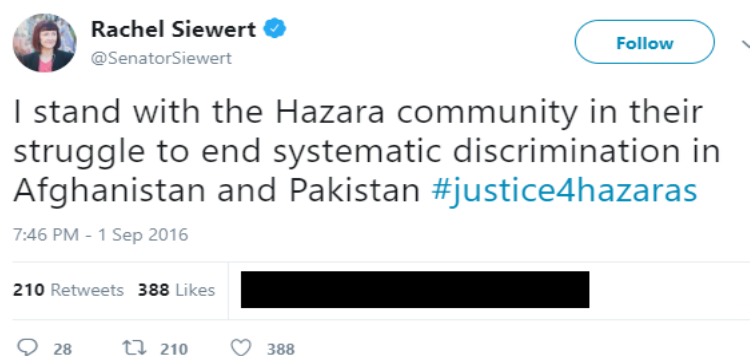 Rachel Siewert
@SenatorSiewert
Follow
I stand with the Hazara community in their
struggle to end systematic discrimination in
Afghanistan and Pakistan #justice4hazaras
7:46 PM - 1 Sep 2016
210 Retweets 388 Likes
28 210 388